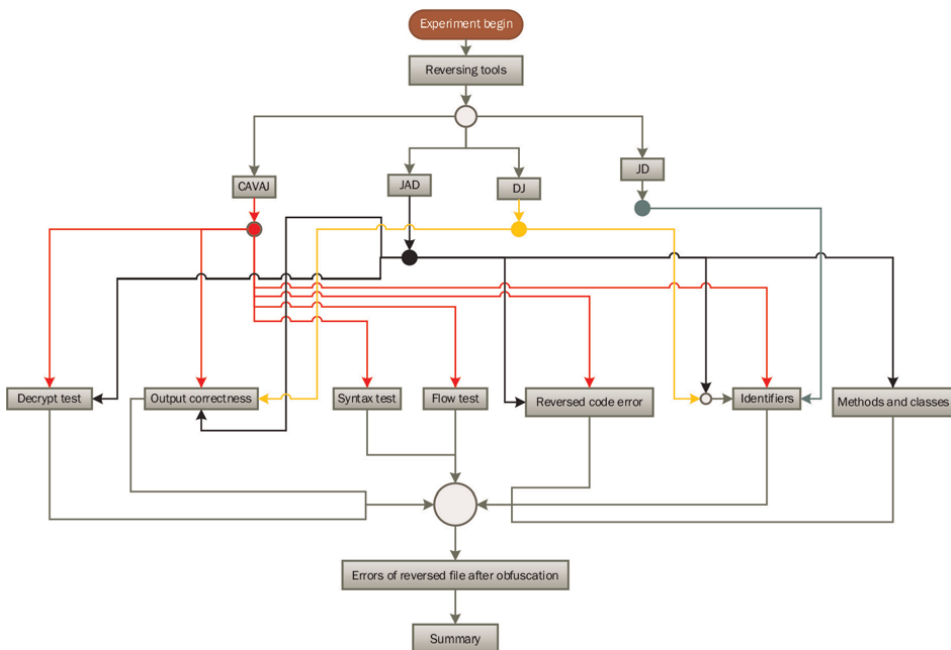 Experiment begin
Reversing tools
CAVAJ
JAD
DJ
JD
Decrypt test
Output correctness
Syntax test
Flow test
Reversed code error
Identifiers
Methods and classes
Errors of reversed file after obfuscation
Summary